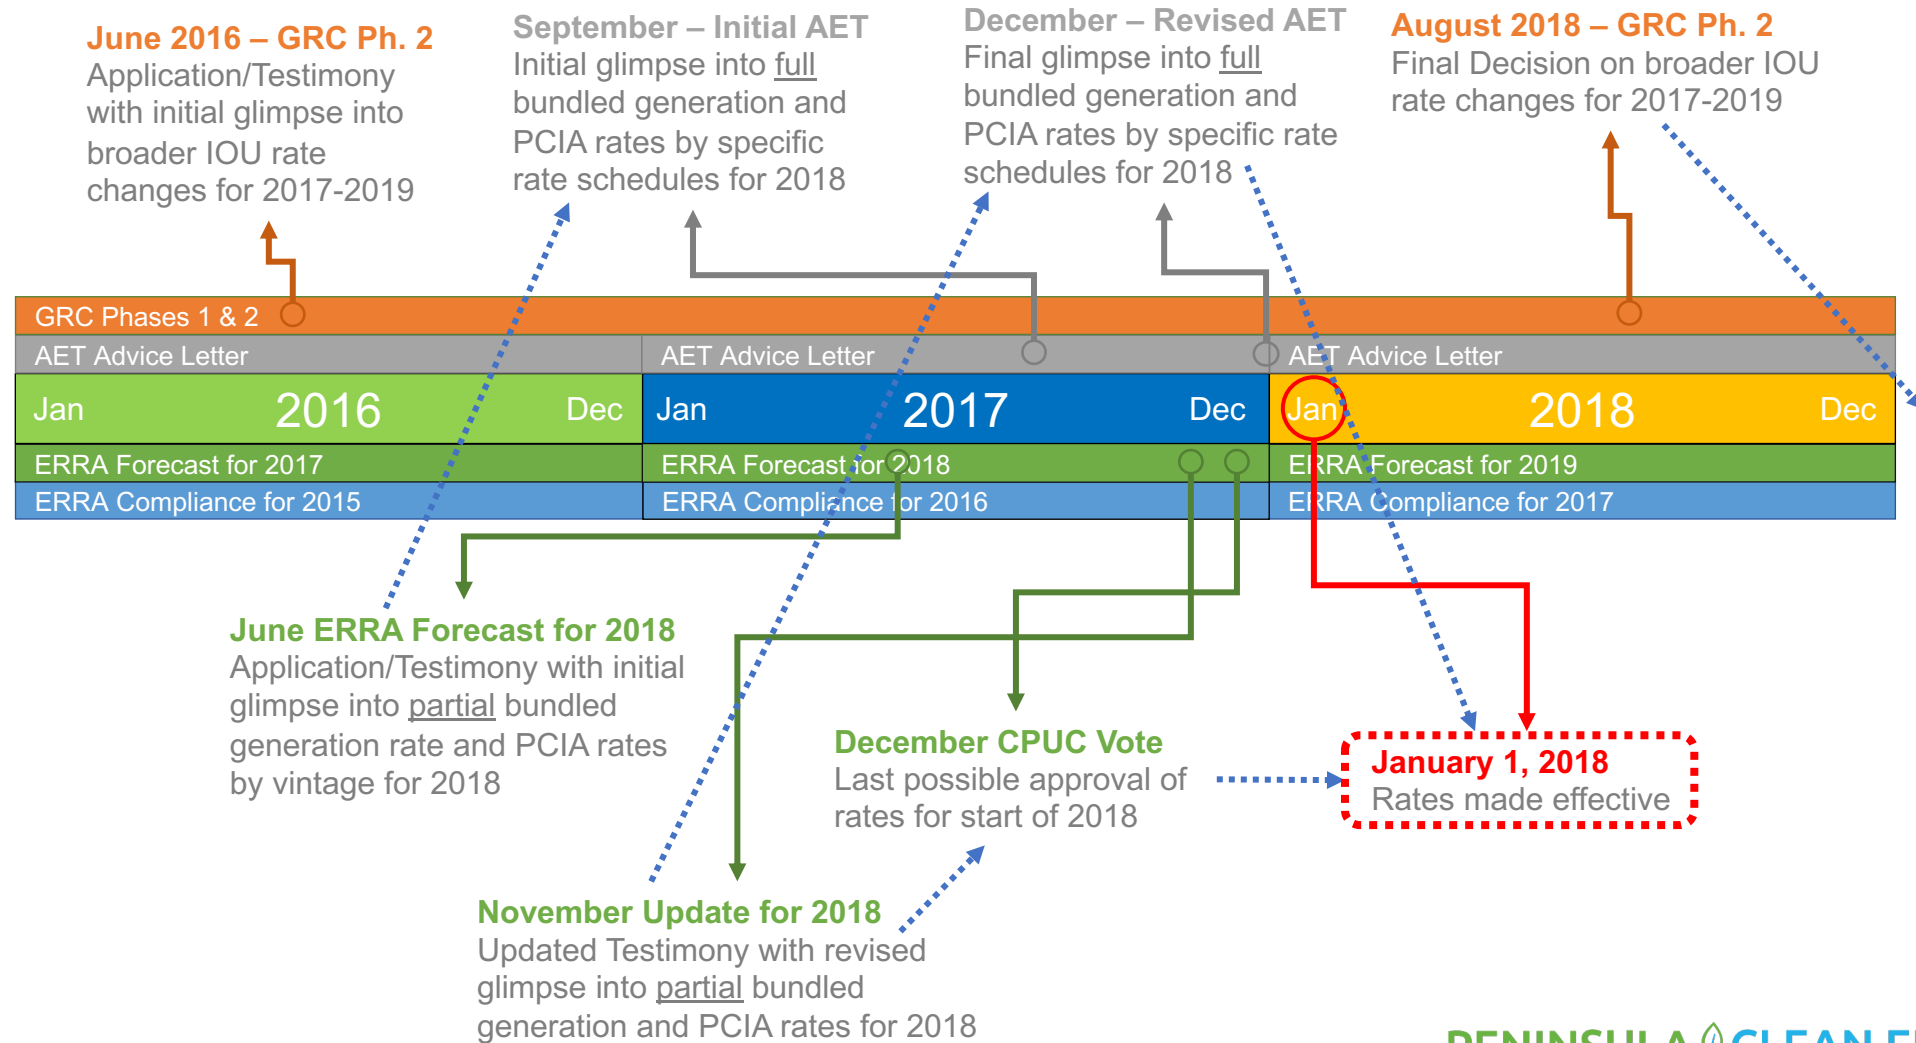 June 2016 – GRC Ph. 2
Application/Testimony
with initial glimpse into
broader IOU rate
changes for 2017-2019
September – Initial AET
Initial glimpse into full
bundled generation and
PCIA rates by specific
rate schedules for 2018
December – Revised AET
Final glimpse into full
bundled generation and
PCIA rates by specific rate
schedules for 2018
August 2018 – GRC Ph. 2
Final Decision on broader IOU
rate changes for 2017-2019
GRC Phases 1 & 2
AET Advice Letter
AET Advice Letter
AET Advice Letter
Jan 2016 Dec
Jan 2017 Dec
Jan 2018 Dec
ERRA Forecast for 2017
ERRA Forecast for 2018
ERRA Forecast for 2019
ERRA Compliance for 2015
ERRA Compliance for 2016
ERRA Compliance for 2017
June ERRA Forecast for 2018
Application/Testimony with initial
glimpse into partial bundled
generation rate and PCIA rates
by vintage for 2018
December CPUC Vote
Last possible approval of
rates for start of 2018
January 1, 2018
Rates made effective
November Update for 2018
Updated Testimony with revised
glimpse into partial bundled
generation and PCIA rates for 2018
PENINSULA CLEAN